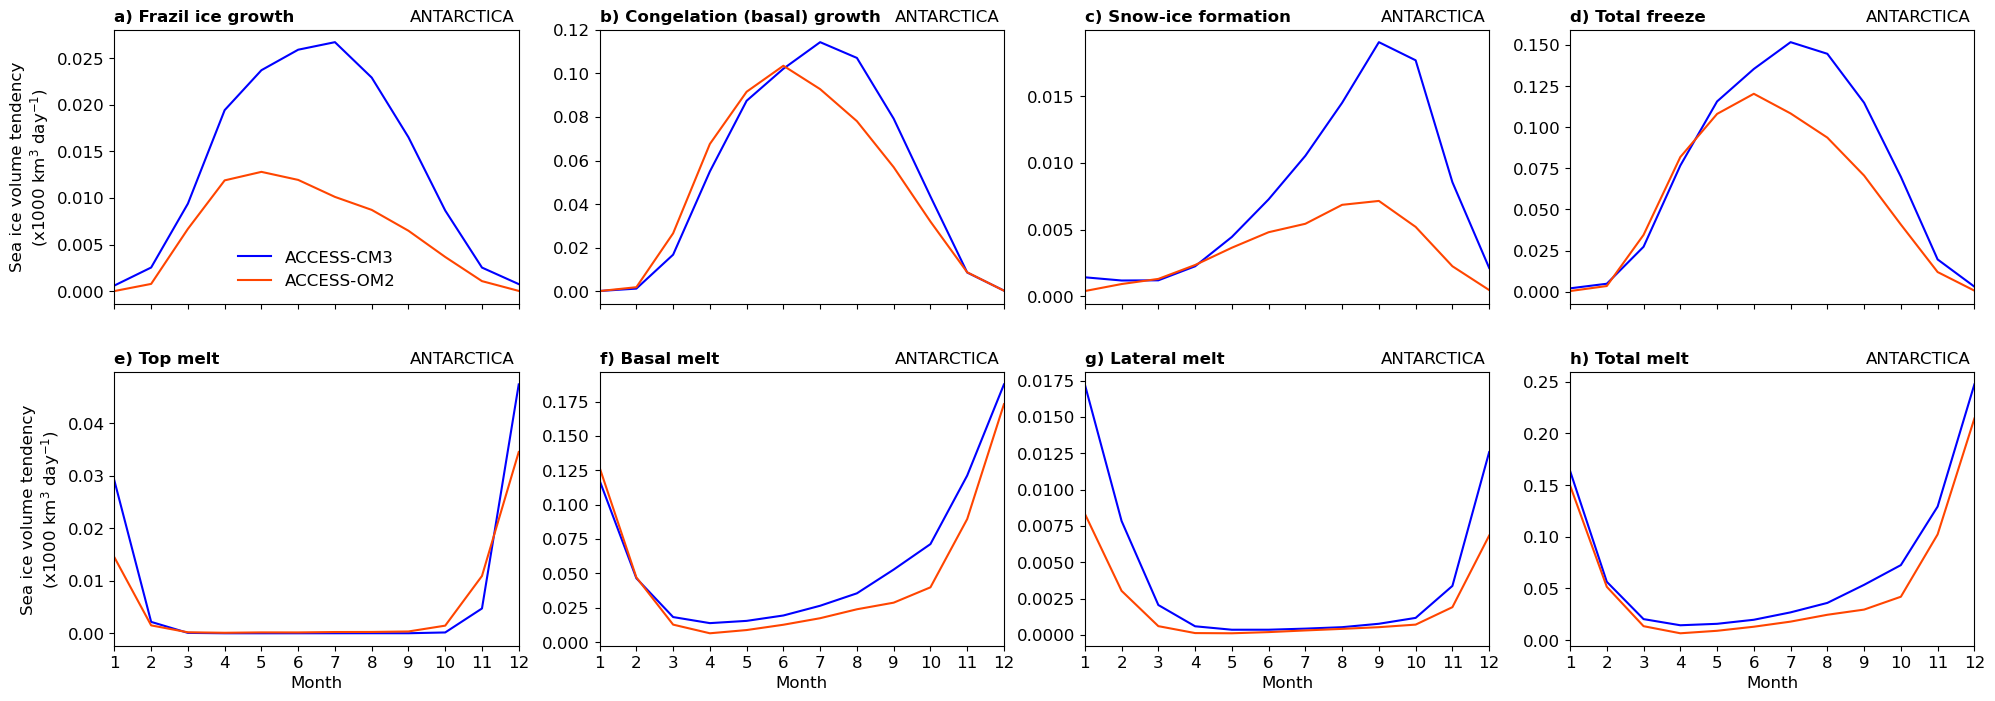 a) Frazil ice growth ANTARCTICA
b) Congelation (basal) growth ANTARCTICA
c) Snow-ice formation ANTARCTICA
d) Total freeze ANTARCTICA
Sea ice volume tendency
(x1000 km³ day⁻¹)
0.025
0.020
0.015
0.010
0.005
0.000
ACCESS-CM3
ACCESS-OM2
0.12
0.10
0.08
0.06
0.04
0.02
0.00
0.015
0.010
0.005
0.000
0.150
0.125
0.100
0.075
0.050
0.025
0.000
e) Top melt ANTARCTICA
f) Basal melt ANTARCTICA
g) Lateral melt ANTARCTICA
h) Total melt ANTARCTICA
Sea ice volume tendency
(x1000 km³ day⁻¹)
0.04
0.03
0.02
0.01
0.00
1 2 3 4 5 6 7 8 9 10 11 12
Month
0.175
0.150
0.125
0.100
0.075
0.050
0.025
0.000
1 2 3 4 5 6 7 8 9 10 11 12
Month
0.0175
0.0150
0.0125
0.0100
0.0075
0.0050
0.0025
0.0000
1 2 3 4 5 6 7 8 9 10 11 12
Month
0.25
0.20
0.15
0.10
0.05
0.00
1 2 3 4 5 6 7 8 9 10 11 12
Month